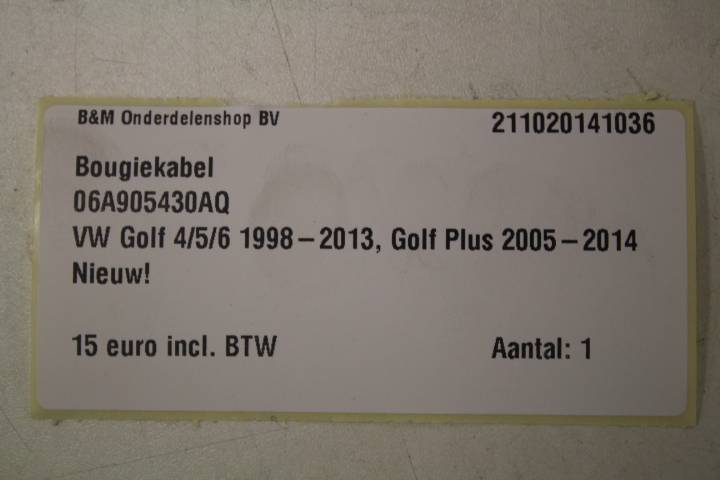 B&M Onderdelenshop BV
211020141036
Bougiekabel
06A905430AQ
VW Golf 4/5/6 1998–2013, Golf Plus 2005–2014
Nieuw!
15 euro incl. BTW
Aantal: 1